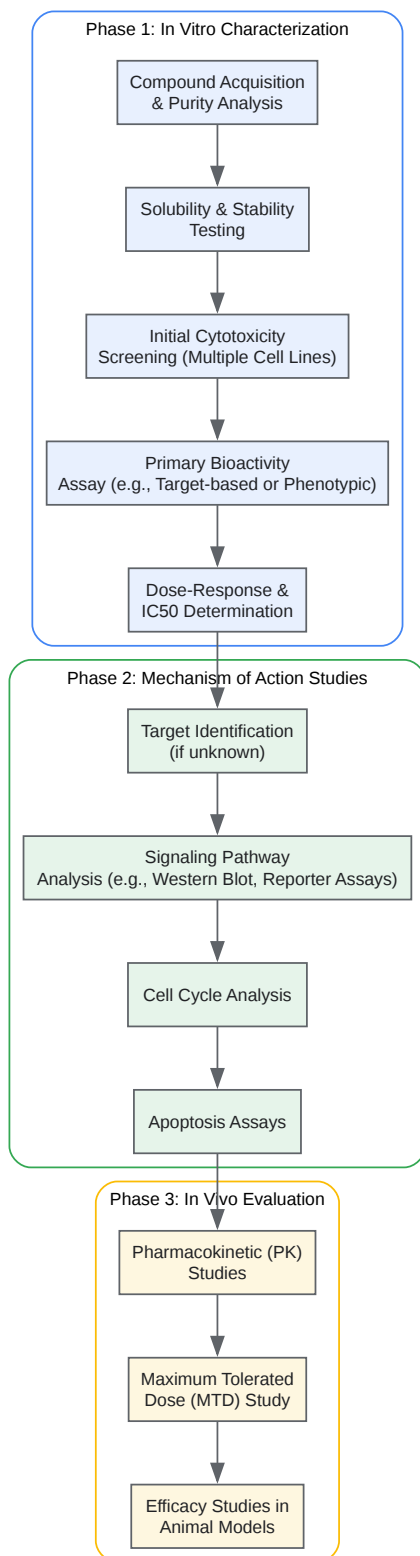 Phase 1: In Vitro Characterization
Compound Acquisition
& Purity Analysis
Solubility & Stability
Testing
Initial Cytotoxicity
Screening (Multiple Cell Lines)
Primary Bioactivity
Assay (e.g., Target-based or Phenotypic)
Dose-Response &
IC50 Determination
Phase 2: Mechanism of Action Studies
Target Identification
(if unknown)
Signaling Pathway
Analysis (e.g., Western Blot, Reporter Assays)
Cell Cycle Analysis
Apoptosis Assays
Phase 3: In Vivo Evaluation
Pharmacokinetic (PK)
Studies
Maximum Tolerated
Dose (MTD) Study
Efficacy Studies in
Animal Models